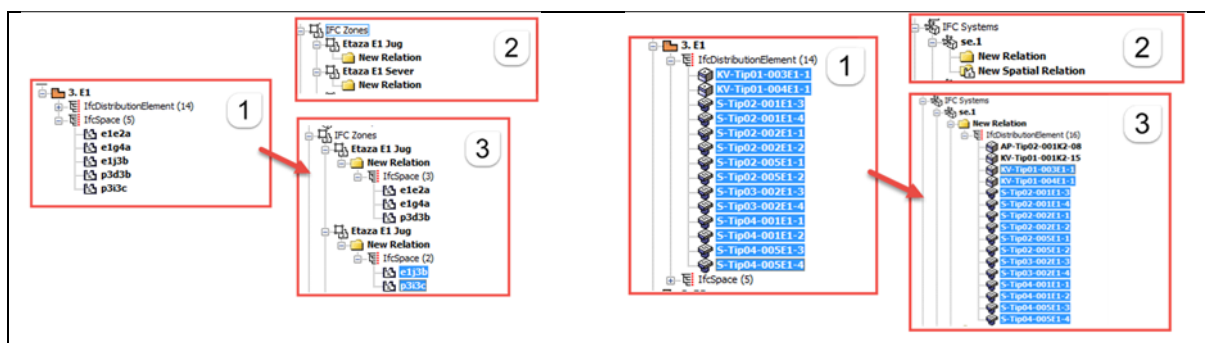 3. E1
IfcDistributionElement (14)
IfcSpace (5)
e1e2a
e1g4a
e1j3b
p3d3b
p3i3c
1
IFC Zones
Etaza E1 Jug
New Relation
Etaza E1 Sever
New Relation
2
IFC Zones
Etaza E1 Jug
New Relation
IfcSpace (3)
e1e2a
e1g4a
p3d3b
Etaza E1 Jug
New Relation
IfcSpace (2)
e1j3b
p3i3c
3
3. E1
IfcDistributionElement (14)
KV-Tip01-003E1-1
KV-Tip01-004E1-1
S-Tip02-001E1-3
S-Tip02-001E1-4
S-Tip02-002E1-1
S-Tip02-002E1-2
S-Tip02-005E1-1
S-Tip02-005E1-2
S-Tip03-002E1-3
S-Tip03-002E1-4
S-Tip04-001E1-1
S-Tip04-001E1-2
S-Tip04-005E1-3
S-Tip04-005E1-4
IfcSpace (5)
1
IFC Systems
se.1
New Relation
New Spatial Relation
2
IFC Systems
se.1
New Relation
IfcDistributionElement (16)
AP-Tip02-001K2-08
KV-Tip01-001K2-15
KV-Tip01-003E1-1
KV-Tip01-004E1-1
S-Tip02-001E1-3
S-Tip02-001E1-4
S-Tip02-002E1-1
S-Tip02-002E1-2
S-Tip02-005E1-1
S-Tip02-005E1-2
S-Tip03-002E1-3
S-Tip03-002E1-4
S-Tip04-001E1-1
S-Tip04-001E1-2
S-Tip04-005E1-3
S-Tip04-005E1-4
3